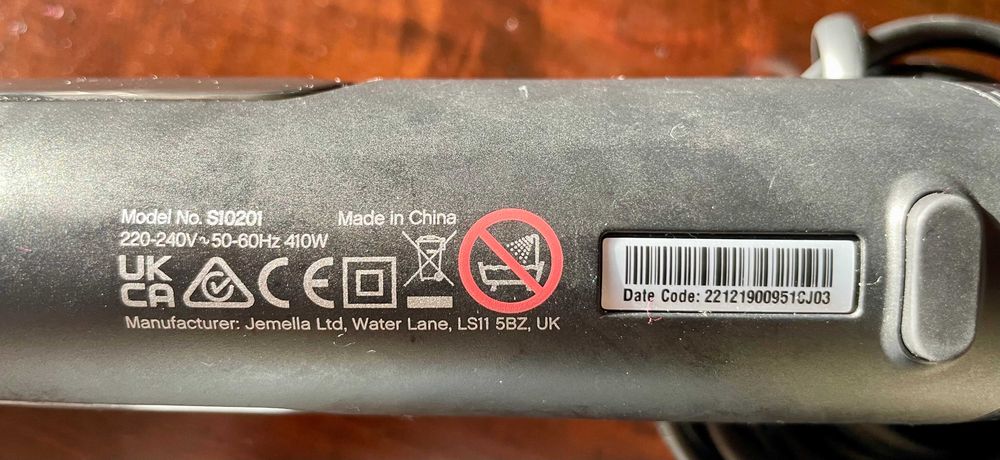 Model No. S10201
220-240V~50-60Hz 410W
Made in China
UK
CA
CE
Manufacturer: Jemella Ltd, Water Lane, LS11 5BZ, UK
Date Code: 22121900951CJ03